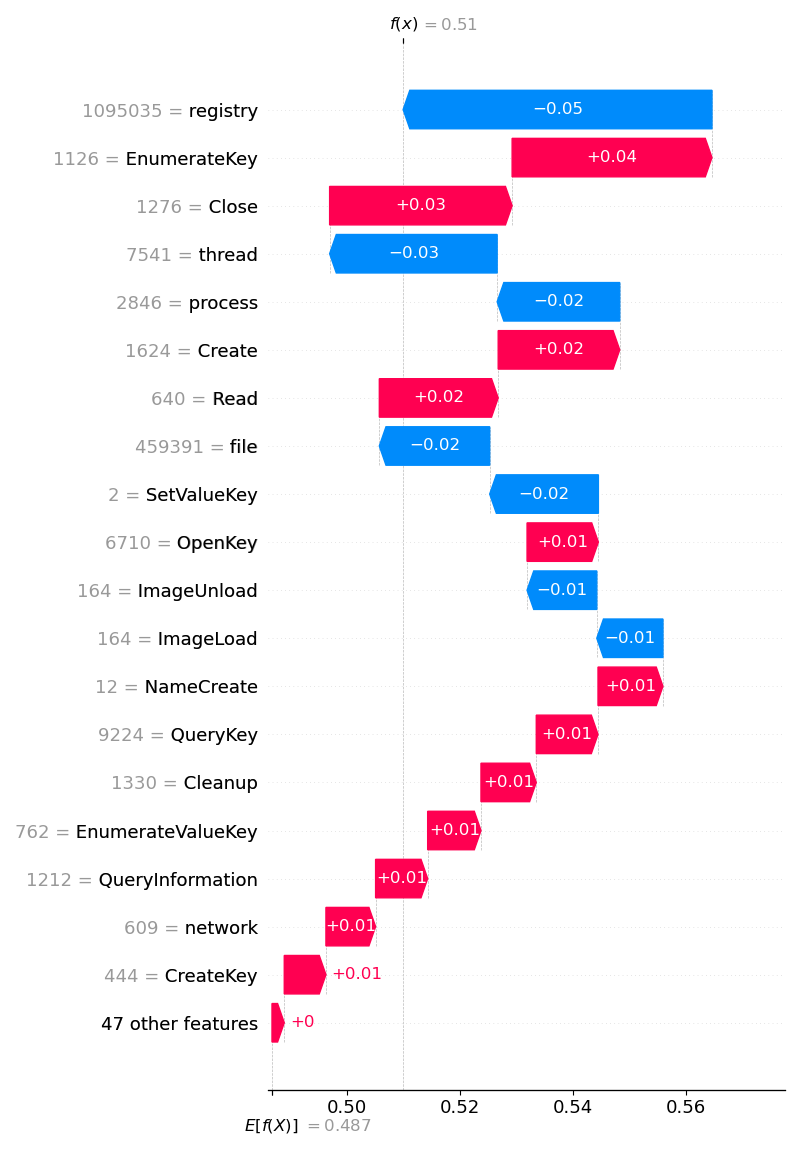 f(x) = 0.51
1095035 = registry −0.05
1126 = EnumerateKey +0.04
1276 = Close +0.03
7541 = thread −0.03
2846 = process −0.02
1624 = Create +0.02
640 = Read +0.02
459391 = file −0.02
2 = SetValueKey −0.02
6710 = OpenKey +0.01
164 = ImageUnload −0.01
164 = ImageLoad −0.01
12 = NameCreate +0.01
9224 = QueryKey +0.01
1330 = Cleanup +0.01
762 = EnumerateValueKey +0.01
1212 = QueryInformation +0.01
609 = network +0.01
444 = CreateKey +0.01
47 other features +0
0.50 0.52 0.54 0.56
E[f(X)] = 0.487